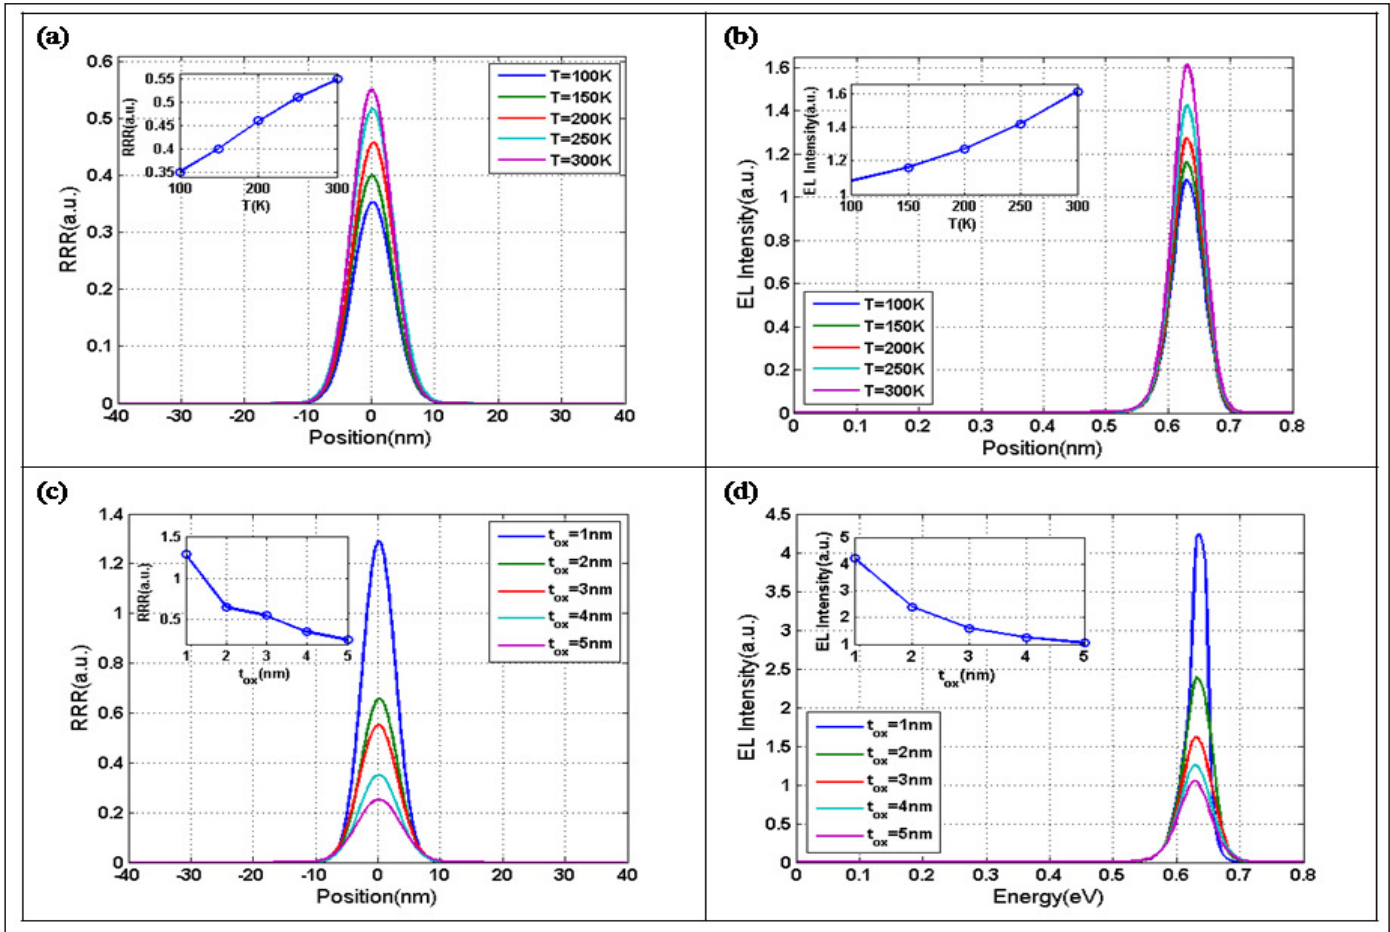 (a)
RRR(a.u.)
0.6
0.5
0.4
0.3
0.2
0.1
0
-40 -30 -20 -10 0 10 20 30 40
Position(nm)
RRR(a.u.)
0.55
0.5
0.45
0.4
0.35
100 200 300
T(K)
T=100K
T=150K
T=200K
T=250K
T=300K
(b)
EL Intensity(a.u.)
1.6
1.4
1.2
1
0.8
0.6
0.4
0.2
0
0 0.1 0.2 0.3 0.4 0.5 0.6 0.7 0.8
Position(nm)
EL Intensity(a.u.)
1.6
1.4
1.2
1
100 150 200 250 300
T(K)
T=100K
T=150K
T=200K
T=250K
T=300K
(c)
RRR(a.u.)
1.4
1.2
1
0.8
0.6
0.4
0.2
0
-40 -30 -20 -10 0 10 20 30 40
Position(nm)
RRR(a.u.)
1.5
1
0.5
1 2 3 4 5
tox(nm)
tox=1nm
tox=2nm
tox=3nm
tox=4nm
tox=5nm
(d)
EL Intensity(a.u.)
4.5
4
3.5
3
2.5
2
1.5
1
0.5
0
0 0.1 0.2 0.3 0.4 0.5 0.6 0.7 0.8
Energy(eV)
EL Intensity(a.u.)
5
4
3
2
1
1 2 3 4 5
tox(nm)
tox=1nm
tox=2nm
tox=3nm
tox=4nm
tox=5nm